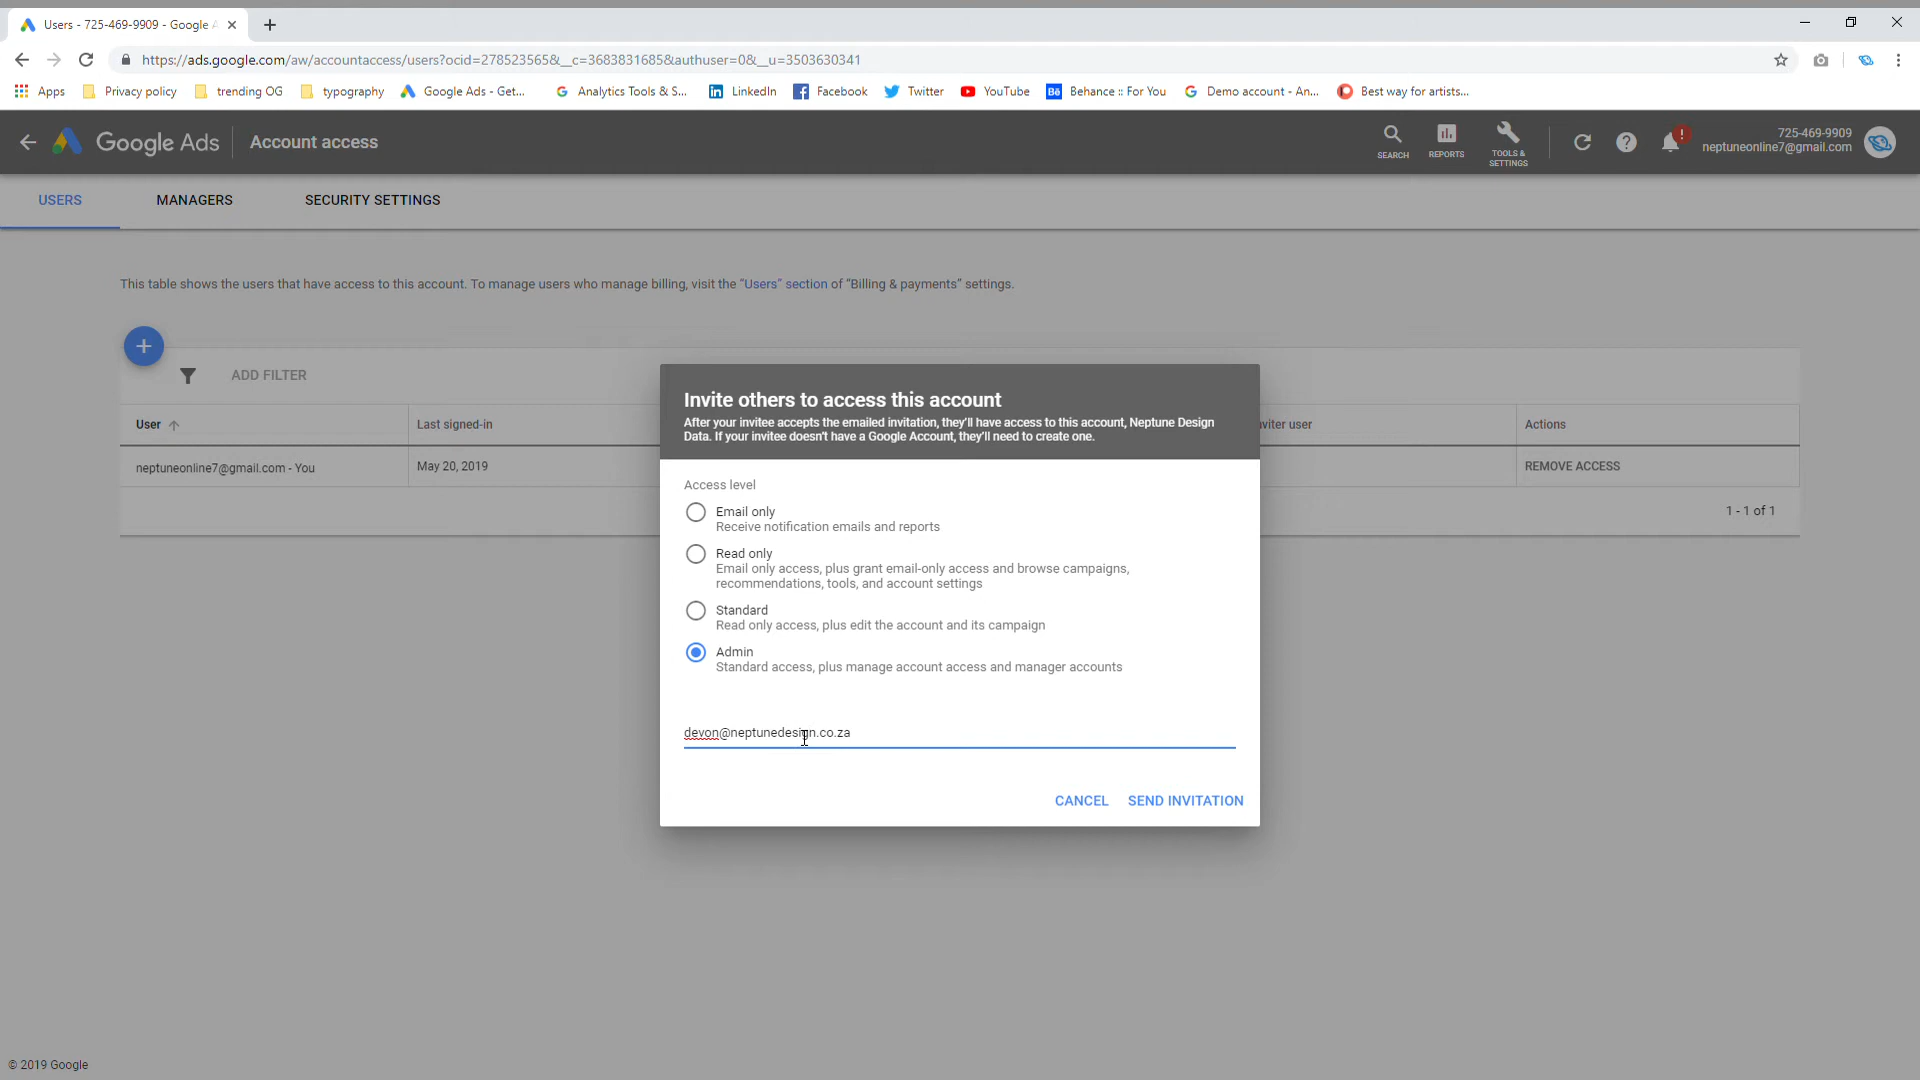 Users - 725-469-9909 - Google A
https://ads.google.com/aw/accountaccess/users?ocid=278523565&__c=3683831685&authuser=0&__u=3503630341
Apps Privacy policy trending OG typography Google Ads - Get... Analytics Tools & S... LinkedIn Facebook Twitter YouTube Bē Behance :: For You Demo account - An... Best way for artists...
Google Ads Account access
SEARCH REPORTS TOOLS & SETTINGS
725-469-9909
neptuneonline7@gmail.com
USERS MANAGERS SECURITY SETTINGS
This table shows the users that have access to this account. To manage users who manage billing, visit the "Users" section of "Billing & payments" settings.
ADD FILTER
User Last signed-in viter user Actions
neptuneonline7@gmail.com - You May 20, 2019 REMOVE ACCESS
1 - 1 of 1
Invite others to access this account
After your invitee accepts the emailed invitation, they'll have access to this account, Neptune Design
Data. If your invitee doesn't have a Google Account, they'll need to create one.
Access level
Email only
Receive notification emails and reports
Read only
Email only access, plus grant email-only access and browse campaigns,
recommendations, tools, and account settings
Standard
Read only access, plus edit the account and its campaign
Admin
Standard access, plus manage account access and manager accounts
devon@neptunedesign.co.za
CANCEL SEND INVITATION
© 2019 Google